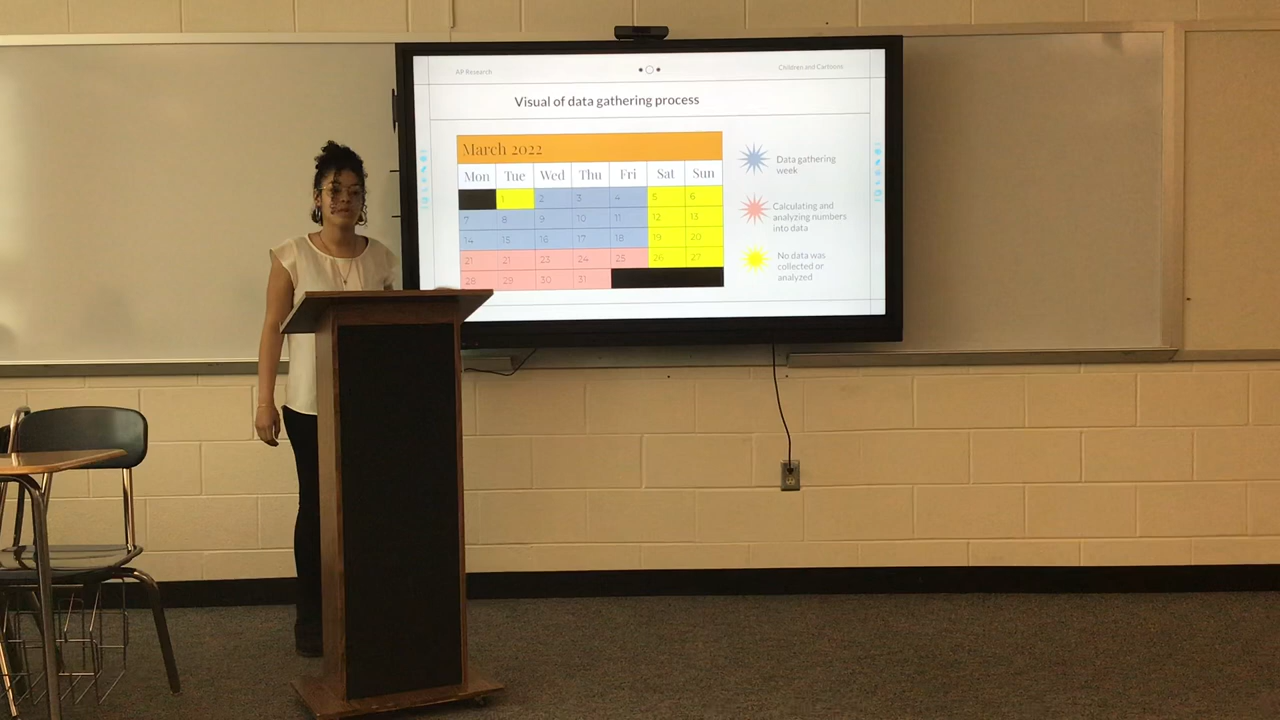 AP Research
Children and Cartoons
Visual of data gathering process
March 2022
Mon Tue Wed Thu Fri Sat Sun
1 2 3 4 5 6
7 8 9 10 11 12 13
14 15 16 17 18 19 20
21 21 23 24 25 26 27
28 29 30 31
Data gathering
week
Calculating and
analyzing numbers
into data
No data was
collected or
analyzed